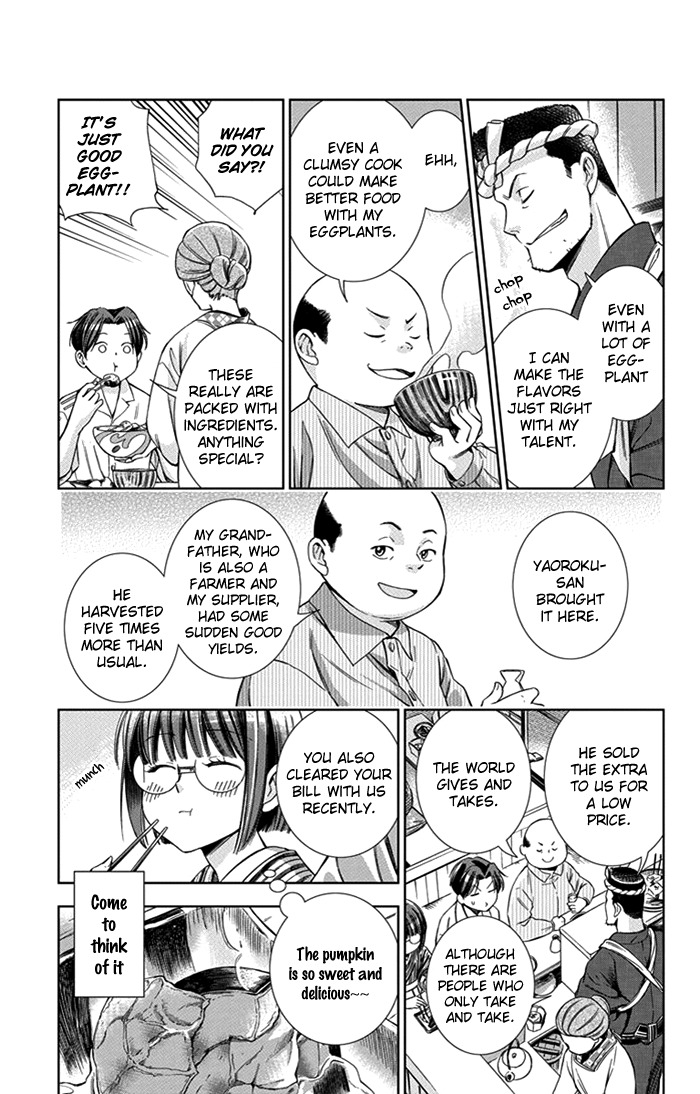 EVEN
WITH A
LOT OF
EGG-
PLANT
I CAN
MAKE THE
FLAVORS
JUST RIGHT
WITH MY
TALENT.
chop
chop
EHH,
EVEN A
CLUMSY COOK
COULD MAKE
BETTER FOOD
WITH MY
EGGPLANTS.
WHAT
DID YOU
SAY?!
IT'S
JUST
GOOD
EGG-
PLANT!!
THESE
REALLY ARE
PACKED WITH
INGREDIENTS.
ANYTHING
SPECIAL?
YAOROKU-
SAN
BROUGHT
IT HERE.
MY GRAND-
FATHER, WHO
IS ALSO A
FARMER AND
MY SUPPLIER,
HAD SOME
SUDDEN GOOD
YIELDS.
HE
HARVESTED
FIVE TIMES
MORE THAN
USUAL.
HE SOLD
THE EXTRA
TO US FOR
A LOW
PRICE.
THE WORLD
GIVES AND
TAKES.
ALTHOUGH
THERE ARE
PEOPLE WHO
ONLY TAKE
AND TAKE.
YOU ALSO
CLEARED YOUR
BILL WITH US
RECENTLY.
munch
The pumpkin
is so sweet and
delicious~~
Come
to
think
of it